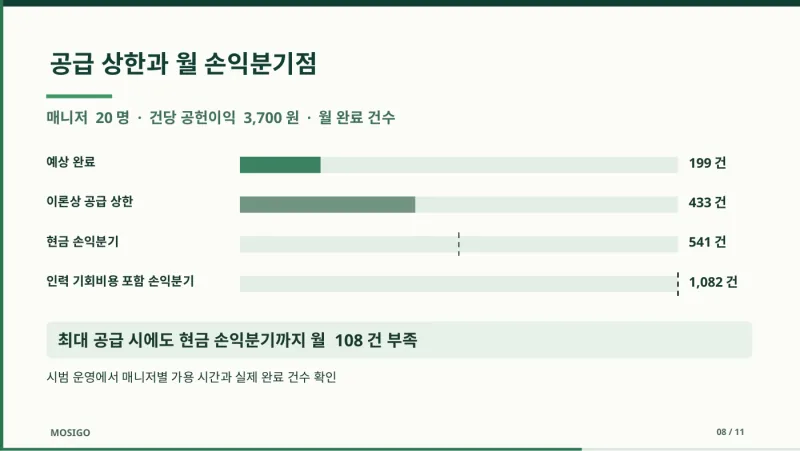 공급 상한과 월 손익분기점
매니저 20 명 · 건당 공헌이익 3,700 원 · 월 완료 건수
예상 완료 199 건
이론상 공급 상한 433 건
현금 손익분기 541 건
인력 기회비용 포함 손익분기 1,082 건
최대 공급 시에도 현금 손익분기까지 월 108 건 부족
시범 운영에서 매니저별 가용 시간과 실제 완료 건수 확인
MOSIGO 08 / 11